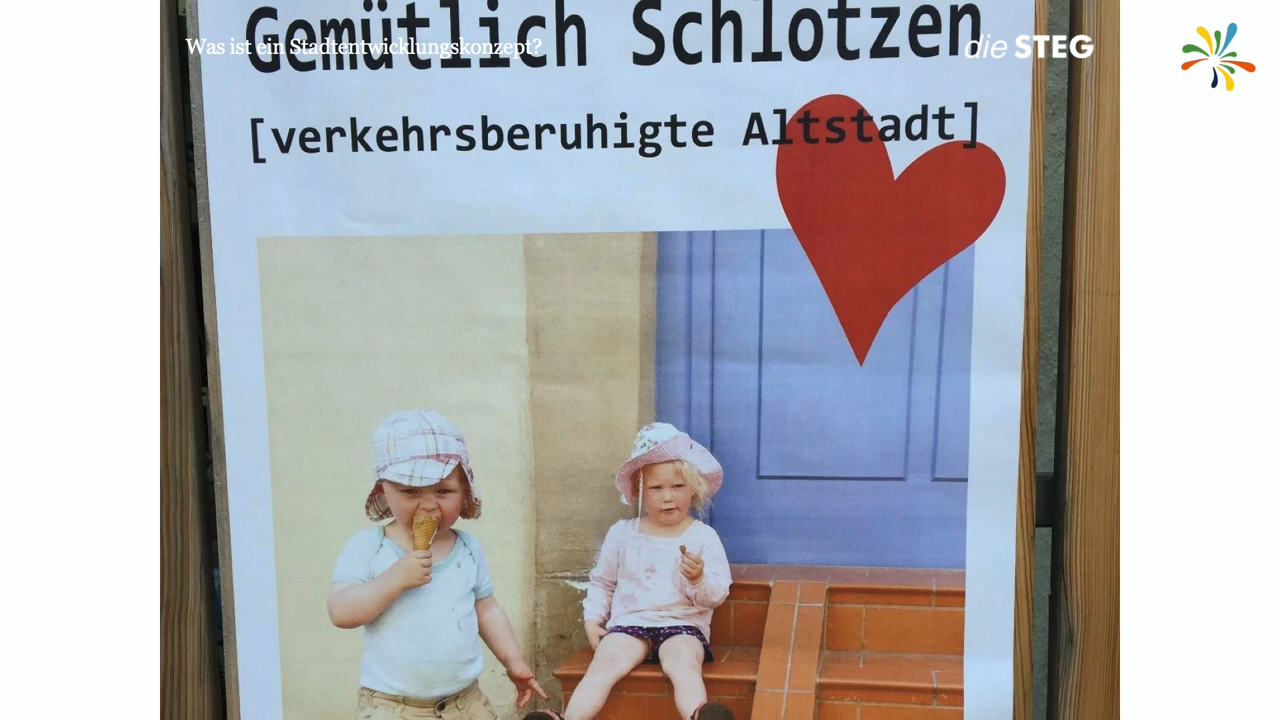 Gemütlich Schlotzen
Was ist ein Stadtentwicklungskonzept?
die STEG
[verkehrsberuhigte Altstadt]